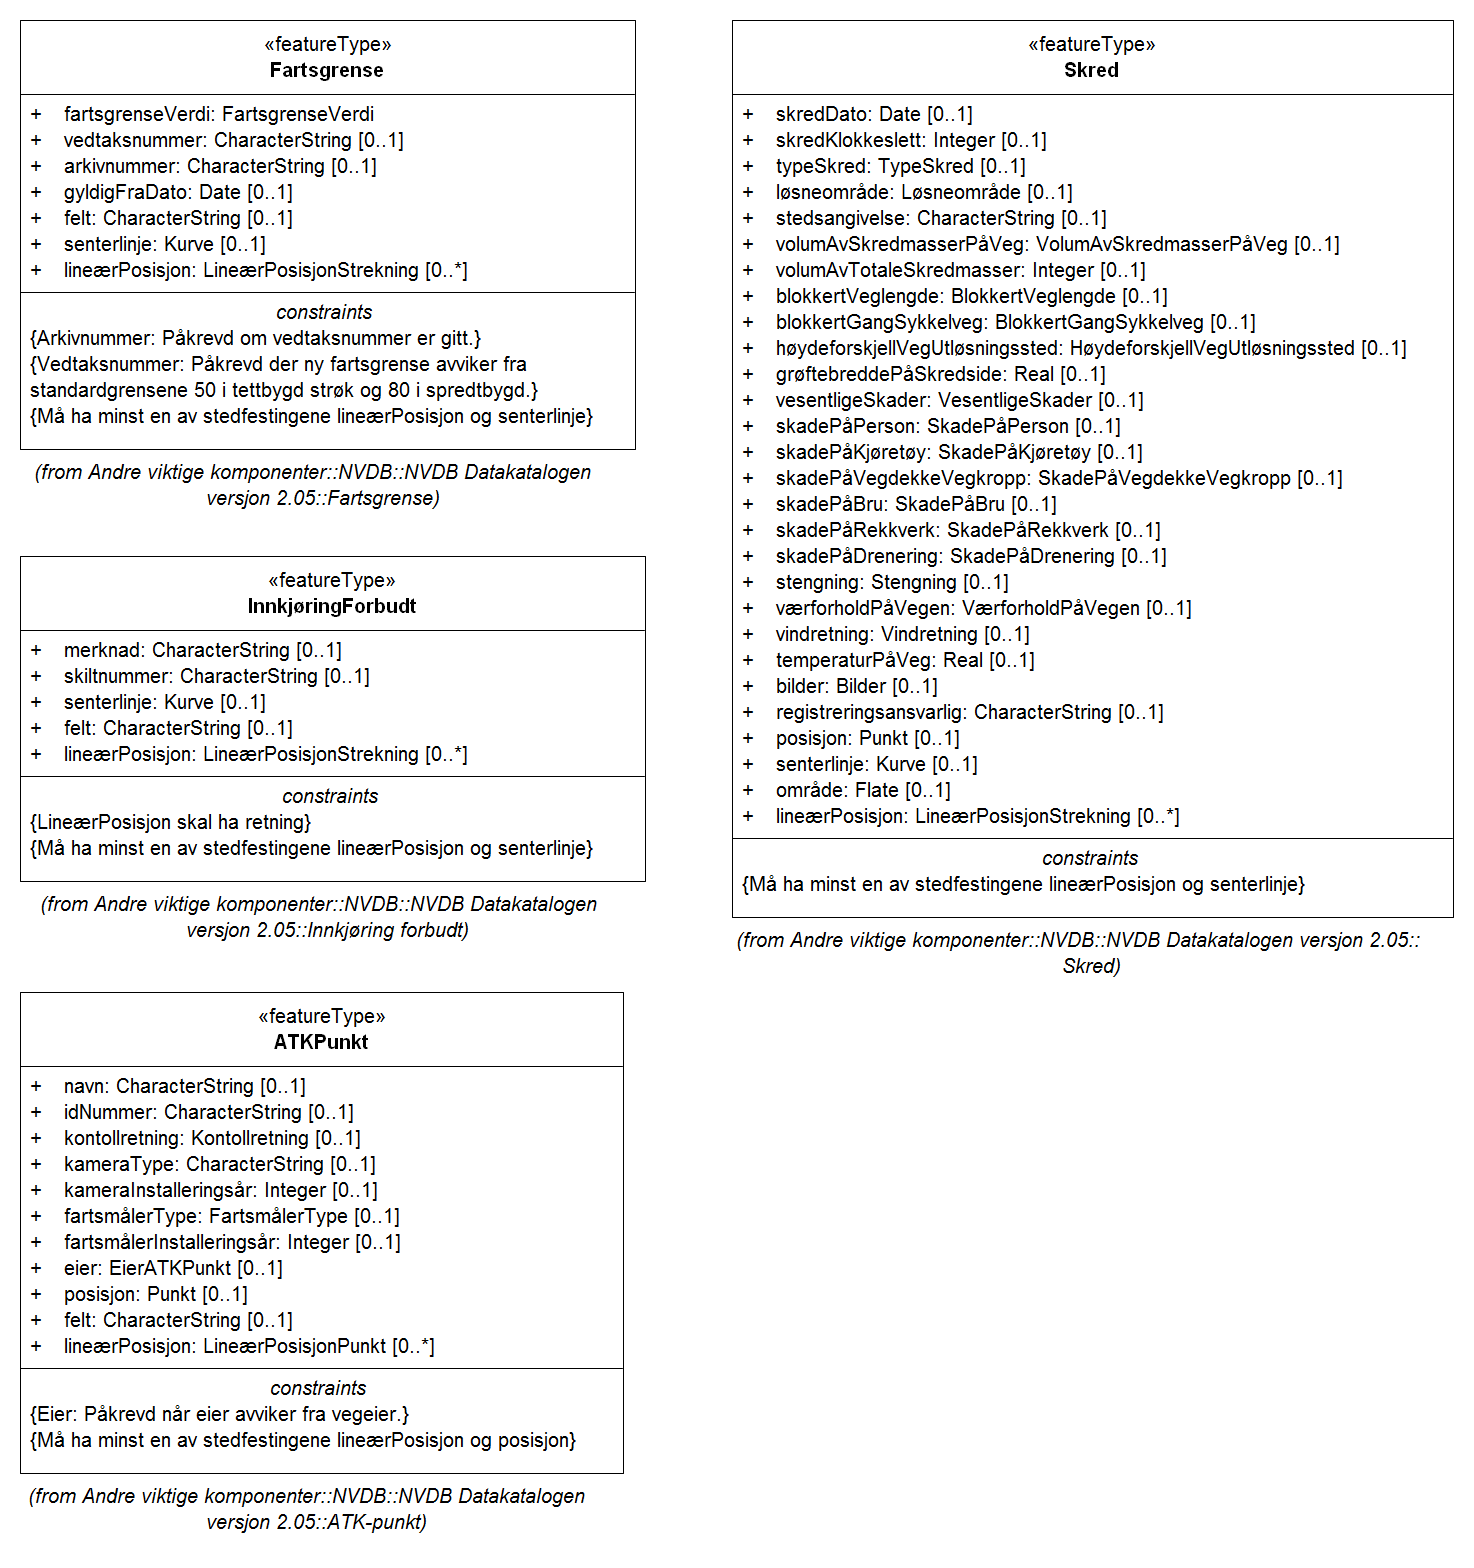 «featureType»
Fartsgrense
+ fartsgrenseVerdi: FartsgrenseVerdi
+ vedtaksnummer: CharacterString [0..1]
+ arkivnummer: CharacterString [0..1]
+ gyldigFraDato: Date [0..1]
+ felt: CharacterString [0..1]
+ senterlinje: Kurve [0..1]
+ lineærPosisjon: LineærPosisjonStrekning [0..*]
constraints
{Arkivnummer: Påkrevd om vedtaksnummer er gitt.}
{Vedtaksnummer: Påkrevd der ny fartsgrense avviker fra
standardgrensene 50 i tettbygd strøk og 80 i spredtbygd.}
{Må ha minst en av stedfestingene lineærPosisjon og senterlinje}
(from Andre viktige komponenter::NVDB::NVDB Datakatalogen
versjon 2.05::Fartsgrense)
«featureType»
InnkjøringForbudt
+ merknad: CharacterString [0..1]
+ skiltnummer: CharacterString [0..1]
+ senterlinje: Kurve [0..1]
+ felt: CharacterString [0..1]
+ lineærPosisjon: LineærPosisjonStrekning [0..*]
constraints
{LineærPosisjon skal ha retning}
{Må ha minst en av stedfestingene lineærPosisjon og senterlinje}
(from Andre viktige komponenter::NVDB::NVDB Datakatalogen
versjon 2.05::Innkjøring forbudt)
«featureType»
ATKPunkt
+ navn: CharacterString [0..1]
+ idNummer: CharacterString [0..1]
+ kontollretning: Kontollretning [0..1]
+ kameraType: CharacterString [0..1]
+ kameraInstalleringsår: Integer [0..1]
+ fartsmålerType: FartsmålerType [0..1]
+ fartsmålerInstalleringsår: Integer [0..1]
+ eier: EierATKPunkt [0..1]
+ posisjon: Punkt [0..1]
+ felt: CharacterString [0..1]
+ lineærPosisjon: LineærPosisjonPunkt [0..*]
constraints
{Eier: Påkrevd når eier avviker fra vegeier.}
{Må ha minst en av stedfestingene lineærPosisjon og posisjon}
(from Andre viktige komponenter::NVDB::NVDB Datakatalogen
versjon 2.05::ATK-punkt)
«featureType»
Skred
+ skredDato: Date [0..1]
+ skredKlokkeslett: Integer [0..1]
+ typeSkred: TypeSkred [0..1]
+ løsneområde: Løsneområde [0..1]
+ stedsangivelse: CharacterString [0..1]
+ volumAvSkredmasserPåVeg: VolumAvSkredmasserPåVeg [0..1]
+ volumAvTotaleSkredmasser: Integer [0..1]
+ blokkertVeglengde: BlokkertVeglengde [0..1]
+ blokkertGangSykkelveg: BlokkertGangSykkelveg [0..1]
+ høydeforskjellVegUtløsningssted: HøydeforskjellVegUtløsningssted [0..1]
+ grøftebreddePåSkredside: Real [0..1]
+ vesentligeSkader: VesentligeSkader [0..1]
+ skadePåPerson: SkadePåPerson [0..1]
+ skadePåKjøretøy: SkadePåKjøretøy [0..1]
+ skadePåVegdekkeVegkropp: SkadePåVegdekkeVegkropp [0..1]
+ skadePåBru: SkadePåBru [0..1]
+ skadePåRekkverk: SkadePåRekkverk [0..1]
+ skadePåDrenering: SkadePåDrenering [0..1]
+ stengning: Stengning [0..1]
+ værforholdPåVegen: VærforholdPåVegen [0..1]
+ vindretning: Vindretning [0..1]
+ temperaturPåVeg: Real [0..1]
+ bilder: Bilder [0..1]
+ registreringsansvarlig: CharacterString [0..1]
+ posisjon: Punkt [0..1]
+ senterlinje: Kurve [0..1]
+ område: Flate [0..1]
+ lineærPosisjon: LineærPosisjonStrekning [0..*]
constraints
{Må ha minst en av stedfestingene lineærPosisjon og senterlinje}
(from Andre viktige komponenter::NVDB::NVDB Datakatalogen versjon 2.05::
Skred)